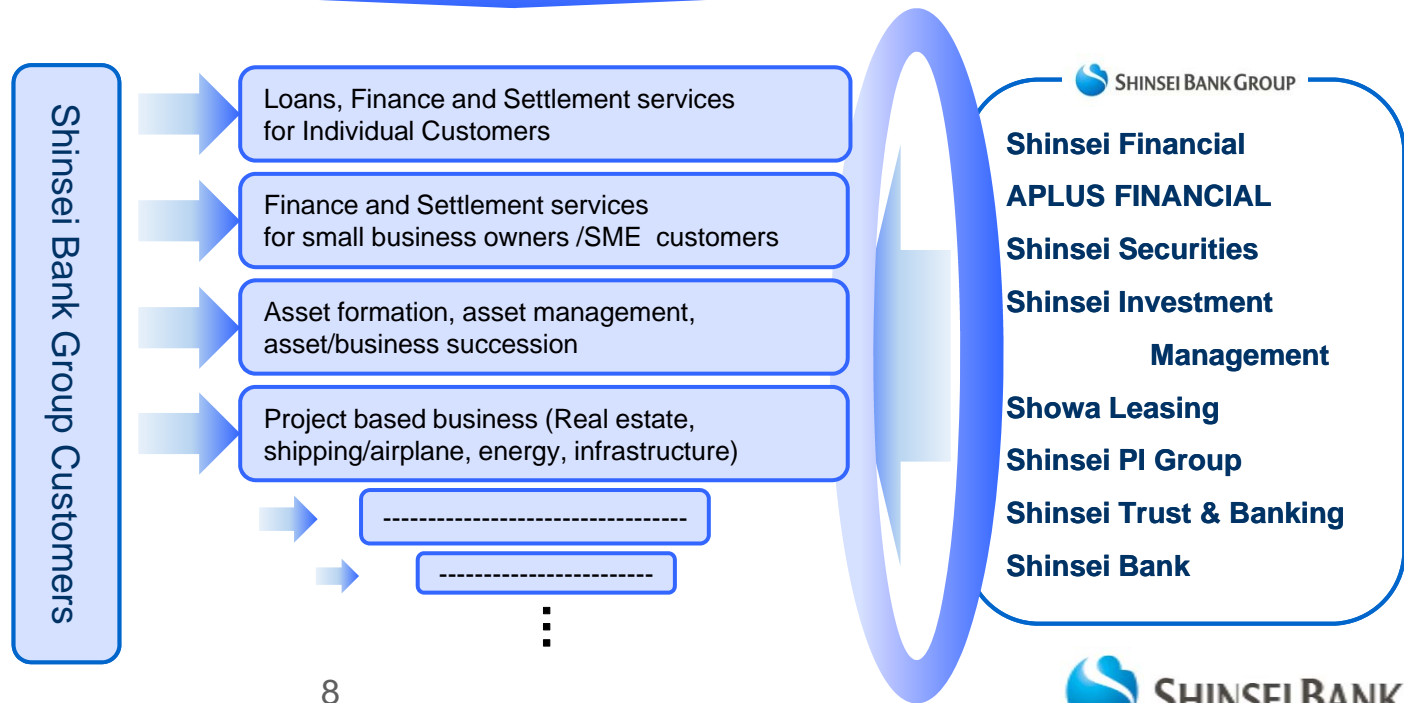 Shinsei Bank Group Customers
Loans, Finance and Settlement services
for Individual Customers
Finance and Settlement services
for small business owners /SME customers
Asset formation, asset management,
asset/business succession
Project based business (Real estate,
shipping/airplane, energy, infrastructure)
-----------------------------------
------------------------
SHINSEI BANK GROUP
Shinsei Financial
APLUS FINANCIAL
Shinsei Securities
Shinsei Investment
Management
Showa Leasing
Shinsei PI Group
Shinsei Trust & Banking
Shinsei Bank
8
SHINSEI BANK